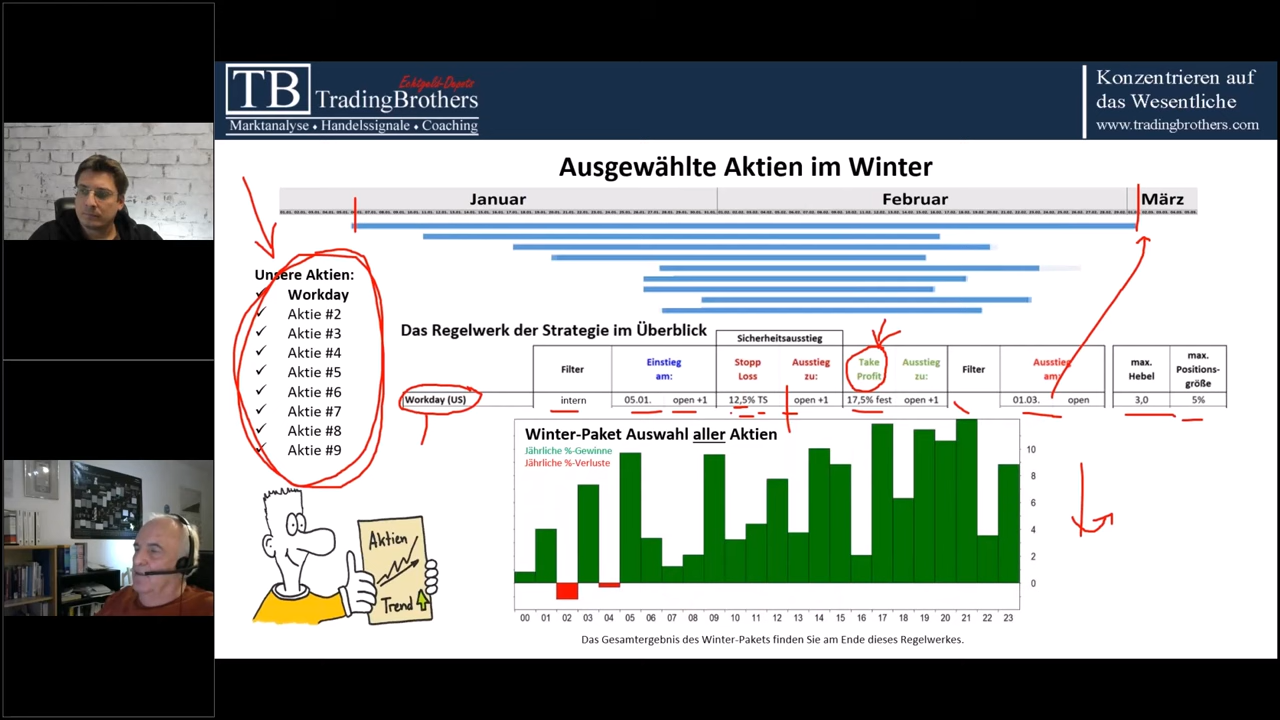 TB
Echtgeld-Depots
TradingBrothers
Marktanalyse ♦ Handelssignale ♦ Coaching
Konzentrieren auf
das Wesentliche
www.tradingbrothers.com
Ausgewählte Aktien im Winter
Januar Februar März
Unsere Aktien:
✓ Workday
✓ Aktie #2
✓ Aktie #3
✓ Aktie #4
✓ Aktie #5
✓ Aktie #6
✓ Aktie #7
✓ Aktie #8
✓ Aktie #9
Das Regelwerk der Strategie im Überblick
Sicherheitsausstieg
Filter Einstieg am: Stopp Loss Ausstieg zu: Take Profit Ausstieg zu: Filter Ausstieg am: max. Hebel max. Positions-größe
Workday (US) intern 05.01. open +1 12,5% TS open +1 17,5% fest open +1 01.03. open 3,0 5%
Winter-Paket Auswahl aller Aktien
Jährliche %-Gewinne
Jährliche %-Verluste
10
8
6
4
2
0
00 01 02 03 04 05 06 07 08 09 10 11 12 13 14 15 16 17 18 19 20 21 22 23
Das Gesamtergebnis des Winter-Pakets finden Sie am Ende dieses Regelwerkes.
Aktien
Trend